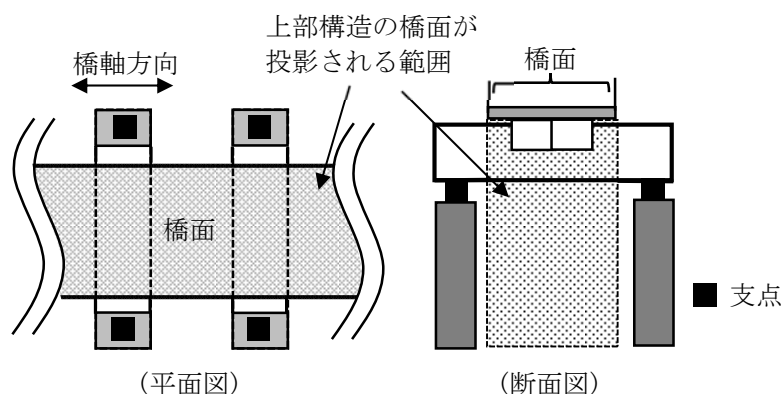 上部構造の橋面が
投影される範囲
橋軸方向
橋面
橋面
支点
(平面図)
(断面図)